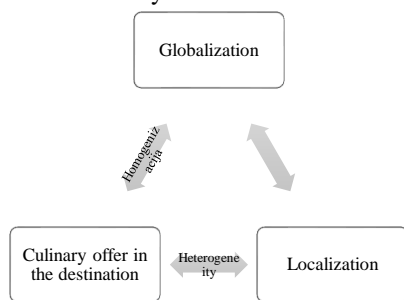 Globalization
Homogeniz
acija
Culinary offer in
the destination
Heterogene
ity
Localization